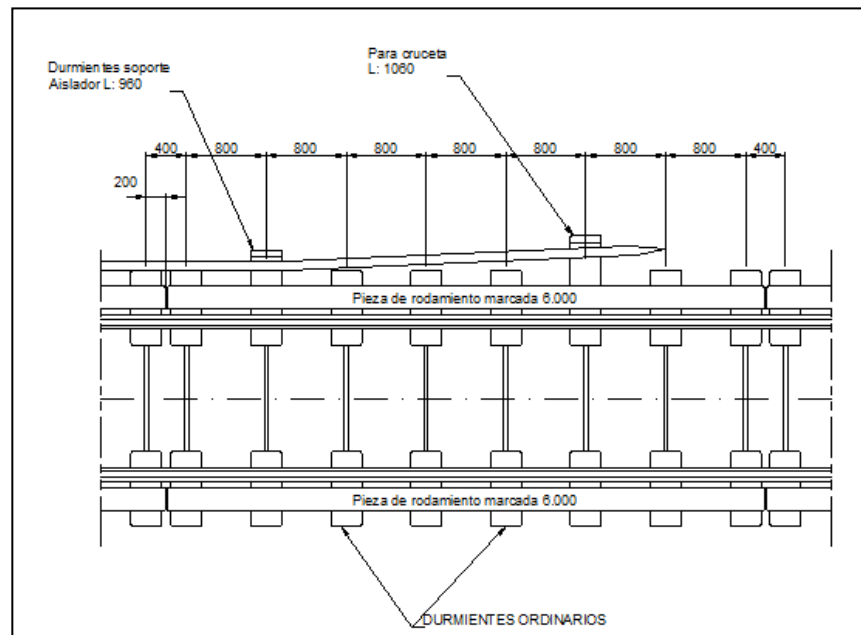 Durmientes soporte
Aislador L: 960
Para cruceta
L: 1060
400 800 800 800 800 800 800 800 400
200
Pieza de rodamiento marcada 6.000
Pieza de rodamiento marcada 6.000
DURMIENTES ORDINARIOS